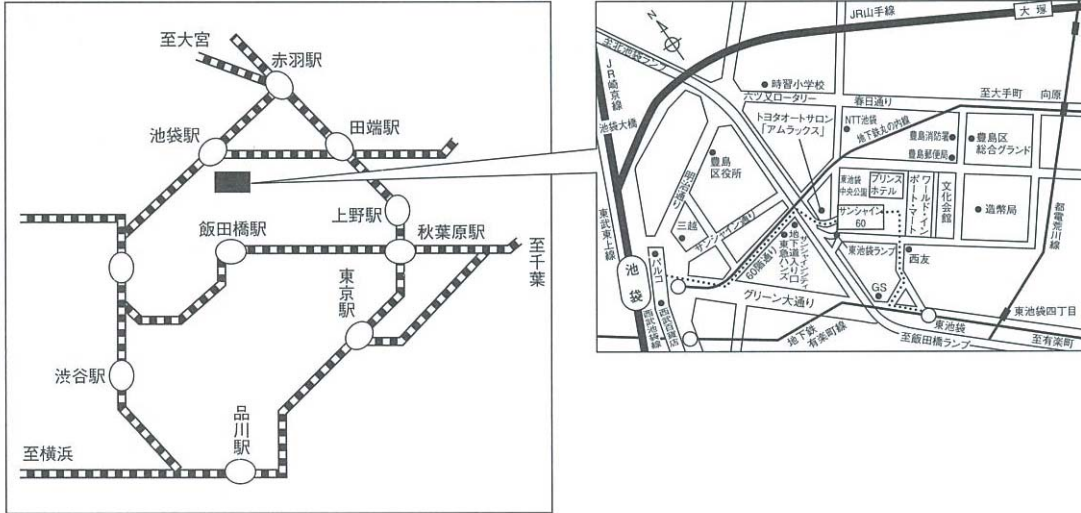 至大宮
赤羽駅
池袋駅
田端駅
上野駅
飯田橋駅
秋葉原駅
至千葉
東京駅
渋谷駅
品川駅
至横浜
N
JR山手線
大塚
至北池袋ランプ
JR埼京線
池袋大橋
時習小学校
六ツ又ロータリー
春日通り
至大手町
向原
トヨタオートサロン
「アムラックス」
NTT池袋
地下鉄丸の内線
豊島消防署
豊島郵便局
豊島区
総合グランド
豊島
区役所
明治通り
東池袋
中央公園
プリンス
ホテル
サンシャイン
60
ワールド・イン
ポート・マート
文化会館
造幣局
都電荒川線
東武東上線
三越
サンシャイン通り
60階通り
サンシャインシティ
地下道入り口
東急ハンズ
東池袋ランプ
西友
池袋
パルコ
西武百貨店
西武池袋線
グリーン大通り
GS
東池袋
東池袋四丁目
地下鉄
有楽町線
至飯田橋ランプ
至有楽町